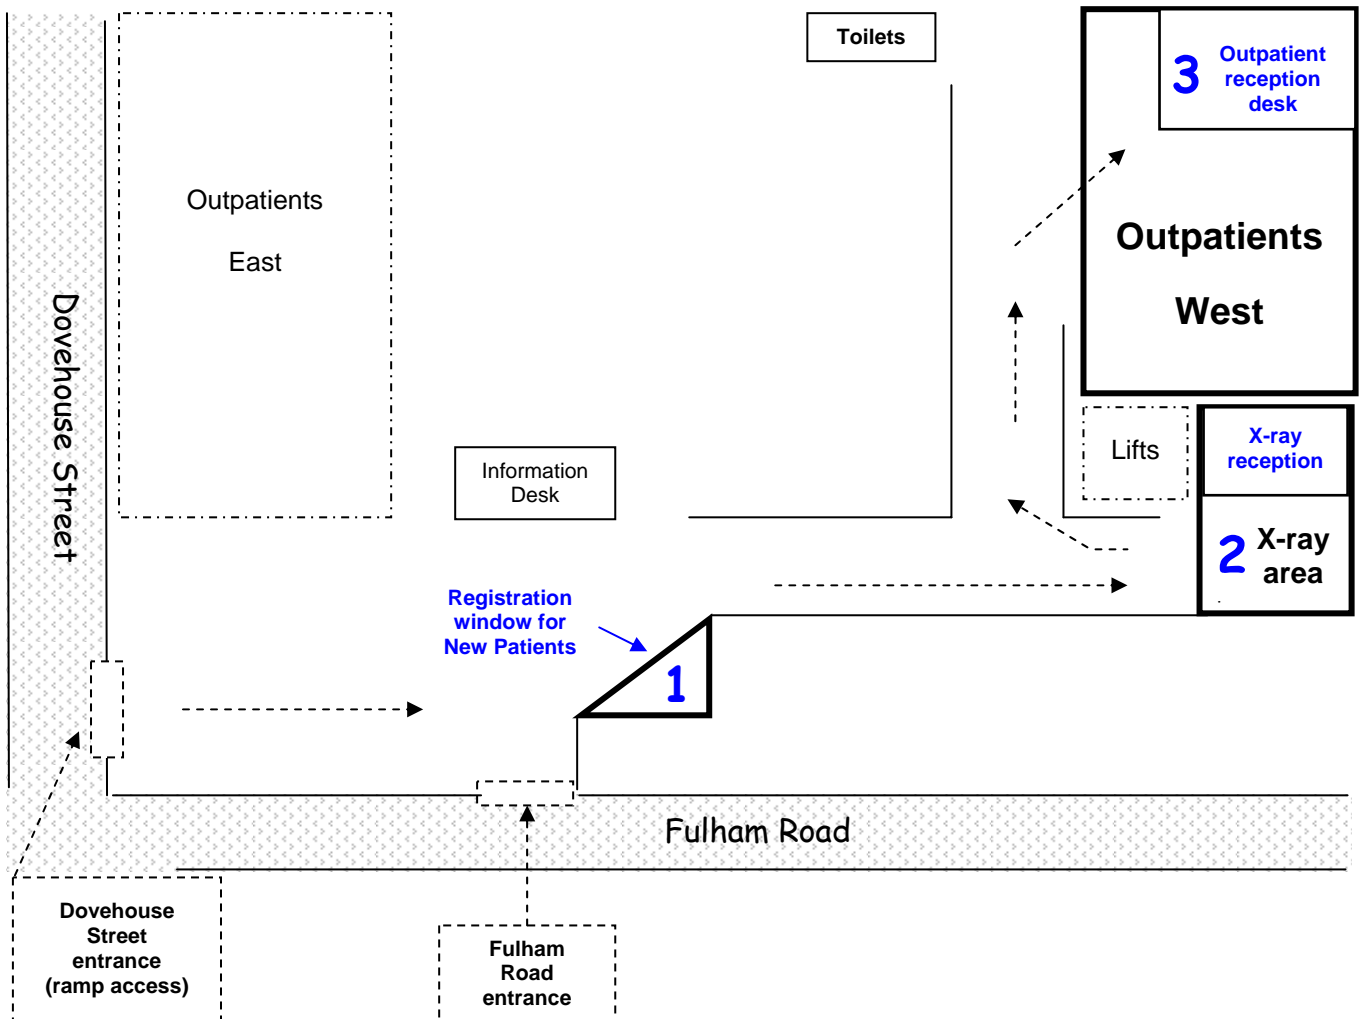 Toilets
3
Outpatient
reception
desk
Outpatients
East
Outpatients
West
Dovehouse Street
Information
Desk
Lifts
X-ray
reception
2
X-ray
area
Registration
window for
New Patients
1
Fulham Road
Dovehouse
Street
entrance
(ramp access)
Fulham
Road
entrance